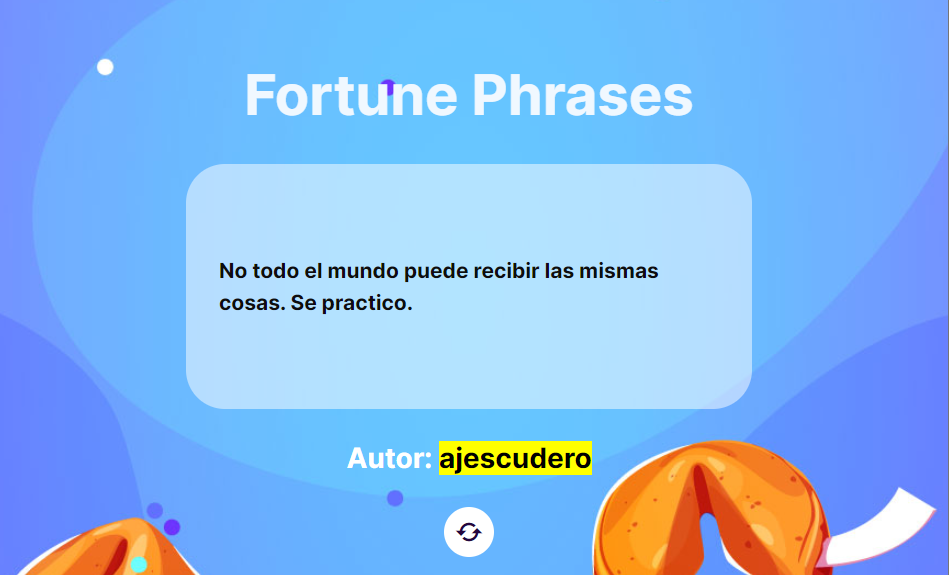 Fortune Phrases
No todo el mundo puede recibir las mismas
cosas. Se practico.
Autor: ajescudero